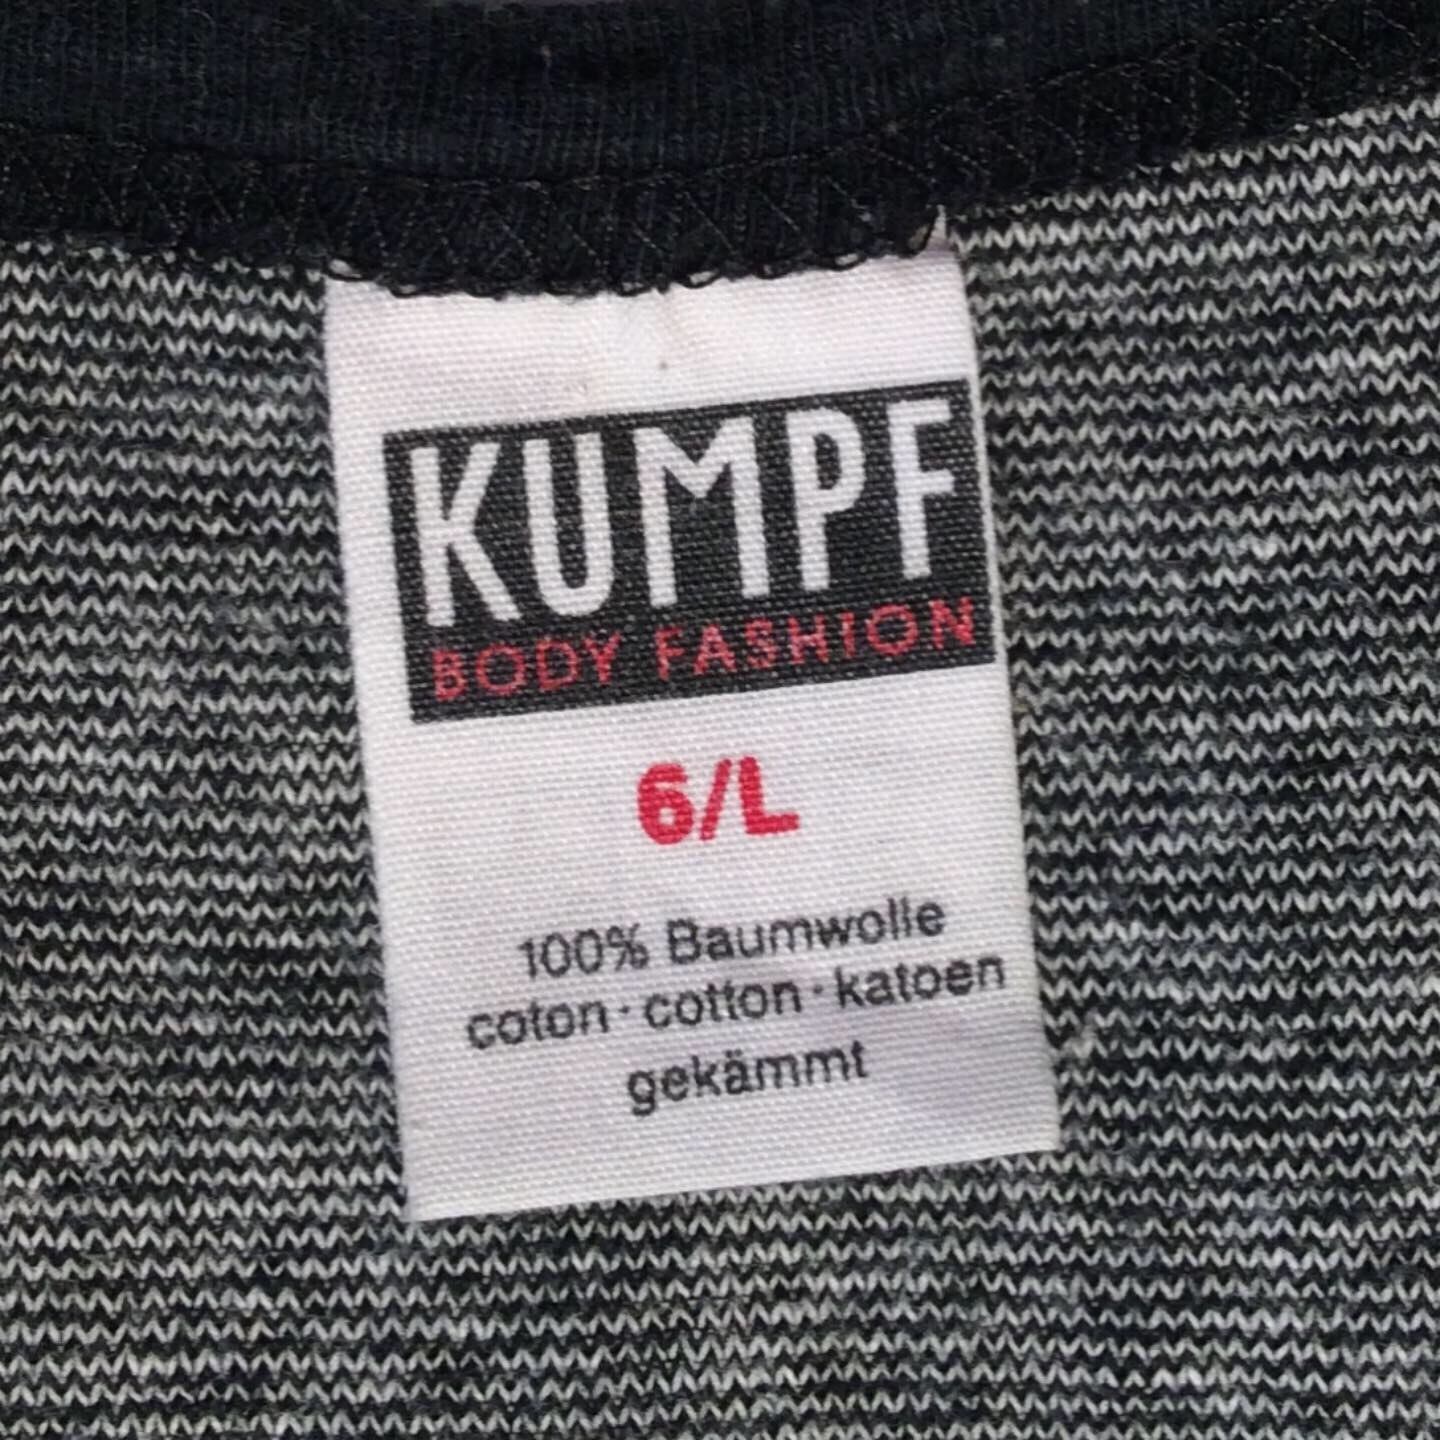 KUMPF
BODY FASHION
6/L
100% Baumwolle
coton · cotton · katoen
gekämmt